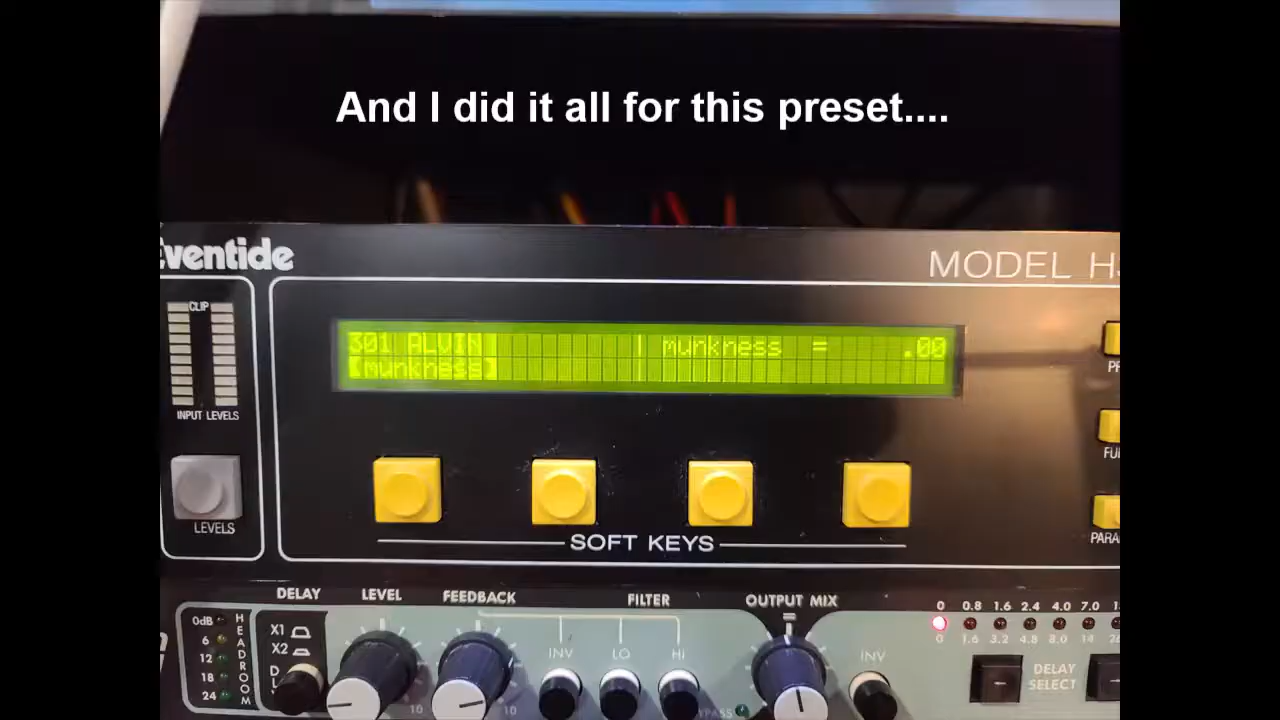 And I did it all for this preset....
Eventide
MODEL
CLIP
INPUT LEVELS
LEVELS
301 ALVIN | munkness = .00
[munkness]
SOFT KEYS
DELAY
LEVEL
FEEDBACK
FILTER
OUTPUT MIX
0dB
6
12
18
24
HEADROOM
X1
X2
INV
LO
HI
INV
10
10
0 0.8 1.6 2.4 4.0 7.0
0 1.6 3.2 4.8 8.0 14
DELAY
SELECT